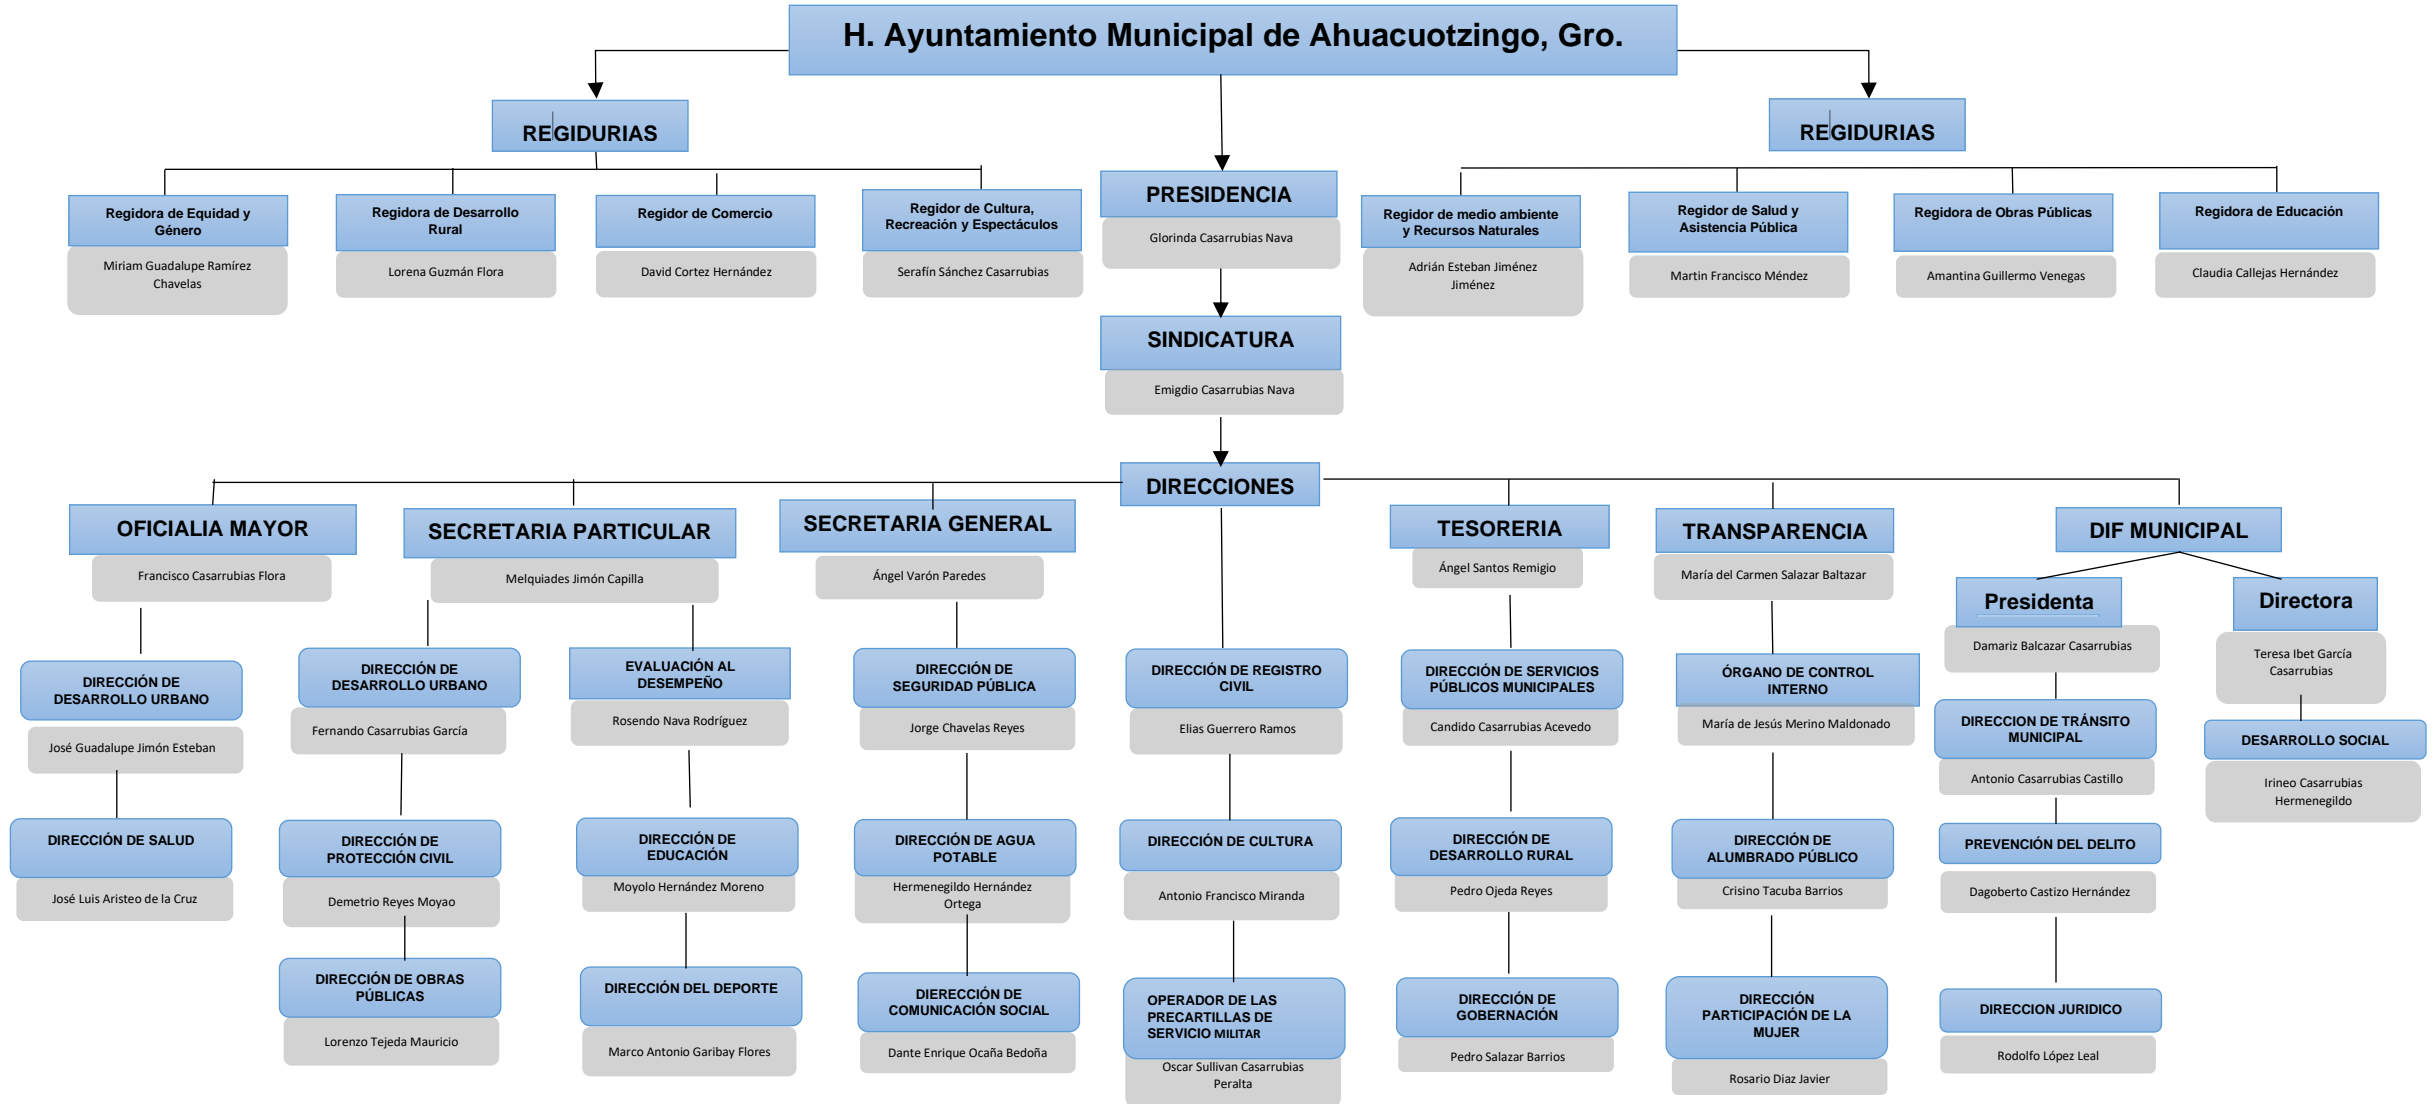 H. Ayuntamiento Municipal de Ahuacuotzingo, Gro.
REGIDURIAS
REGIDURIAS
Regidora de Equidad y
Género
Miriam Guadalupe Ramírez
Chavelas
Regidora de Desarrollo
Rural
Lorena Guzmán Flora
Regidor de Comercio
David Cortez Hernández
Regidor de Cultura,
Recreación y Espectáculos
Serafín Sánchez Casarrubias
PRESIDENCIA
Glorinda Casarrubias Nava
Regidor de medio ambiente
y Recursos Naturales
Adrián Esteban Jiménez
Jiménez
Regidor de Salud y
Asistencia Pública
Martin Francisco Méndez
Regidora de Obras Públicas
Amantina Guillermo Venegas
Regidora de Educación
Claudia Callejas Hernández
SINDICATURA
Emigdio Casarrubias Nava
DIRECCIONES
OFICIALIA MAYOR
Francisco Casarrubias Flora
SECRETARIA PARTICULAR
Melquiades Jimón Capilla
SECRETARIA GENERAL
Ángel Varón Paredes
TESORERIA
Ángel Santos Remigio
TRANSPARENCIA
María del Carmen Salazar Baltazar
DIF MUNICIPAL
Presidenta
Damariz Balcazar Casarrubias
Directora
Teresa Ibet García
Casarrubias
DIRECCIÓN DE
DESARROLLO URBANO
José Guadalupe Jimón Esteban
DIRECCIÓN DE
DESARROLLO URBANO
Fernando Casarrubias García
EVALUACIÓN AL
DESEMPEÑO
Rosendo Nava Rodríguez
DIRECCIÓN DE
SEGURIDAD PÚBLICA
Jorge Chavelas Reyes
DIRECCIÓN DE REGISTRO
CIVIL
Elias Guerrero Ramos
DIRECCIÓN DE SERVICIOS
PÚBLICOS MUNICIPALES
Candido Casarrubias Acevedo
ÓRGANO DE CONTROL
INTERNO
María de Jesús Merino Maldonado
DIRECCION DE TRÁNSITO
MUNICIPAL
Antonio Casarrubias Castillo
DESARROLLO SOCIAL
Irineo Casarrubias
Hermenegildo
DIRECCIÓN DE SALUD
José Luis Aristeo de la Cruz
DIRECCIÓN DE
PROTECCIÓN CIVIL
Demetrio Reyes Moyao
DIRECCIÓN DE
EDUCACIÓN
Moyolo Hernández Moreno
DIRECCIÓN DE AGUA
POTABLE
Hermenegildo Hernández
Ortega
DIRECCIÓN DE CULTURA
Antonio Francisco Miranda
DIRECCIÓN DE
DESARROLLO RURAL
Pedro Ojeda Reyes
DIRECCIÓN DE
ALUMBRADO PÚBLICO
Crisino Tacuba Barrios
PREVENCIÓN DEL DELITO
Dagoberto Castizo Hernández
DIRECCIÓN DE OBRAS
PÚBLICAS
Lorenzo Tejeda Mauricio
DIRECCIÓN DEL DEPORTE
Marco Antonio Garibay Flores
DIERECCIÓN DE
COMUNICACIÓN SOCIAL
Dante Enrique Ocaña Bedoña
OPERADOR DE LAS
PRECARTILLAS DE
SERVICIO MILITAR
Oscar Sullivan Casarrubias
Peralta
DIRECCIÓN DE
GOBERNACIÓN
Pedro Salazar Barrios
DIRECCIÓN
PARTICIPACIÓN DE LA
MUJER
Rosario Diaz Javier
DIRECCION JURIDICO
Rodolfo López Leal